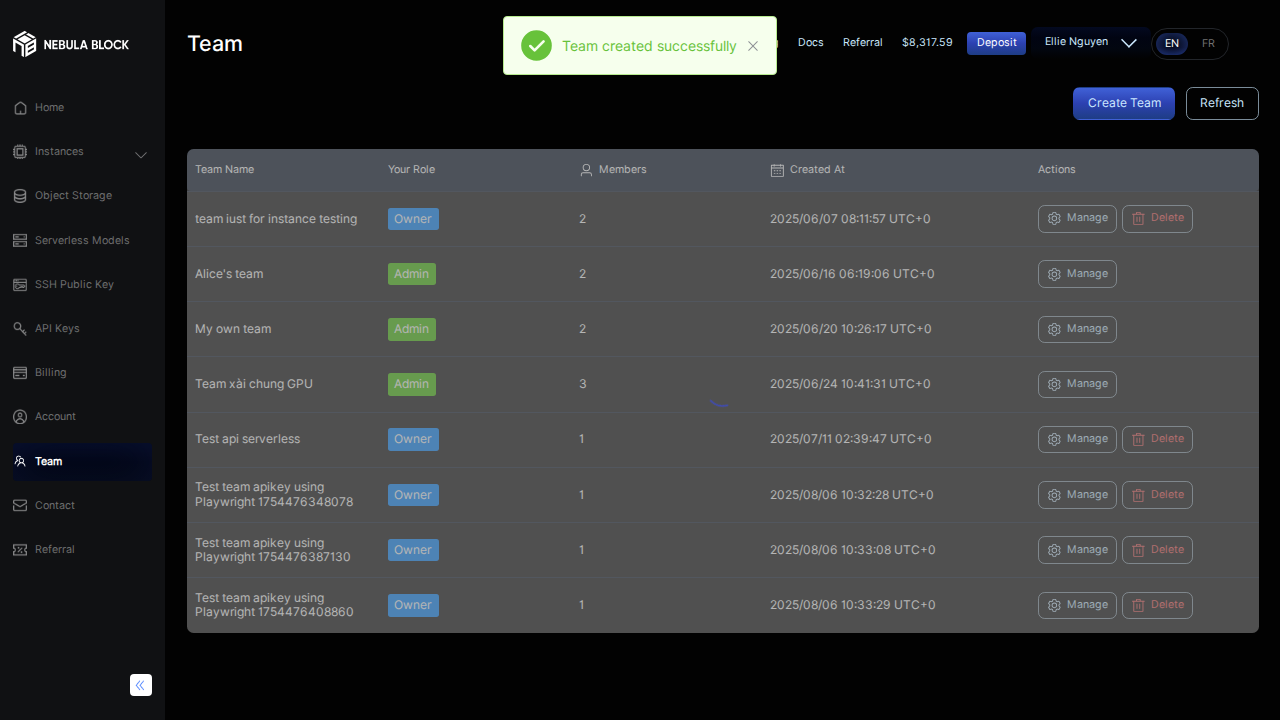 NEBULA BLOCK
Team
Team created successfully
Docs
Referral
$8,317.59
Deposit
Ellie Nguyen
EN
FR
Home
Instances
Object Storage
Serverless Models
SSH Public Key
API Keys
Billing
Account
Team
Contact
Referral
Create Team
Refresh
Team Name Your Role Members Created At Actions
team iust for instance testing Owner 2 2025/06/07 08:11:57 UTC+0 Manage Delete
Alice's team Admin 2 2025/06/16 06:19:06 UTC+0 Manage
My own team Admin 2 2025/06/20 10:26:17 UTC+0 Manage
Team xài chung GPU Admin 3 2025/06/24 10:41:31 UTC+0 Manage
Test api serverless Owner 1 2025/07/11 02:39:47 UTC+0 Manage Delete
Test team apikey using
Playwright 1754476348078 Owner 1 2025/08/06 10:32:28 UTC+0 Manage Delete
Test team apikey using
Playwright 1754476387130 Owner 1 2025/08/06 10:33:08 UTC+0 Manage Delete
Test team apikey using
Playwright 1754476408860 Owner 1 2025/08/06 10:33:29 UTC+0 Manage Delete